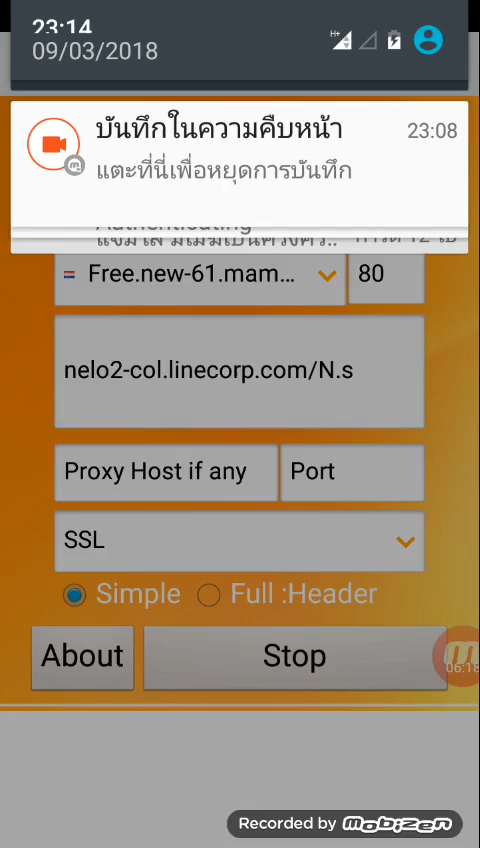 23:14
09/03/2018
H+
บันทึกในความคืบหน้า
23:08
แตะที่นี่เพื่อหยุดการบันทึก
Authenticating
Free.new-61.mam...
80
nelo2-col.linecorp.com/N.s
Proxy Host if any
Port
SSL
Simple
Full :Header
About
Stop
06:18
Recorded by mobizen